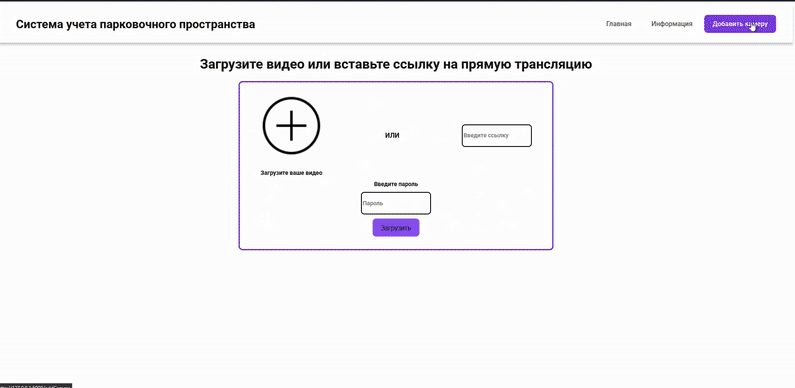 Система учета парковочного пространства
Главная
Информация
Добавить камеру
Загрузите видео или вставьте ссылку на прямую трансляцию
ИЛИ
Введите ссылку
Загрузите ваше видео
Введите пароль
Пароль
Загрузить